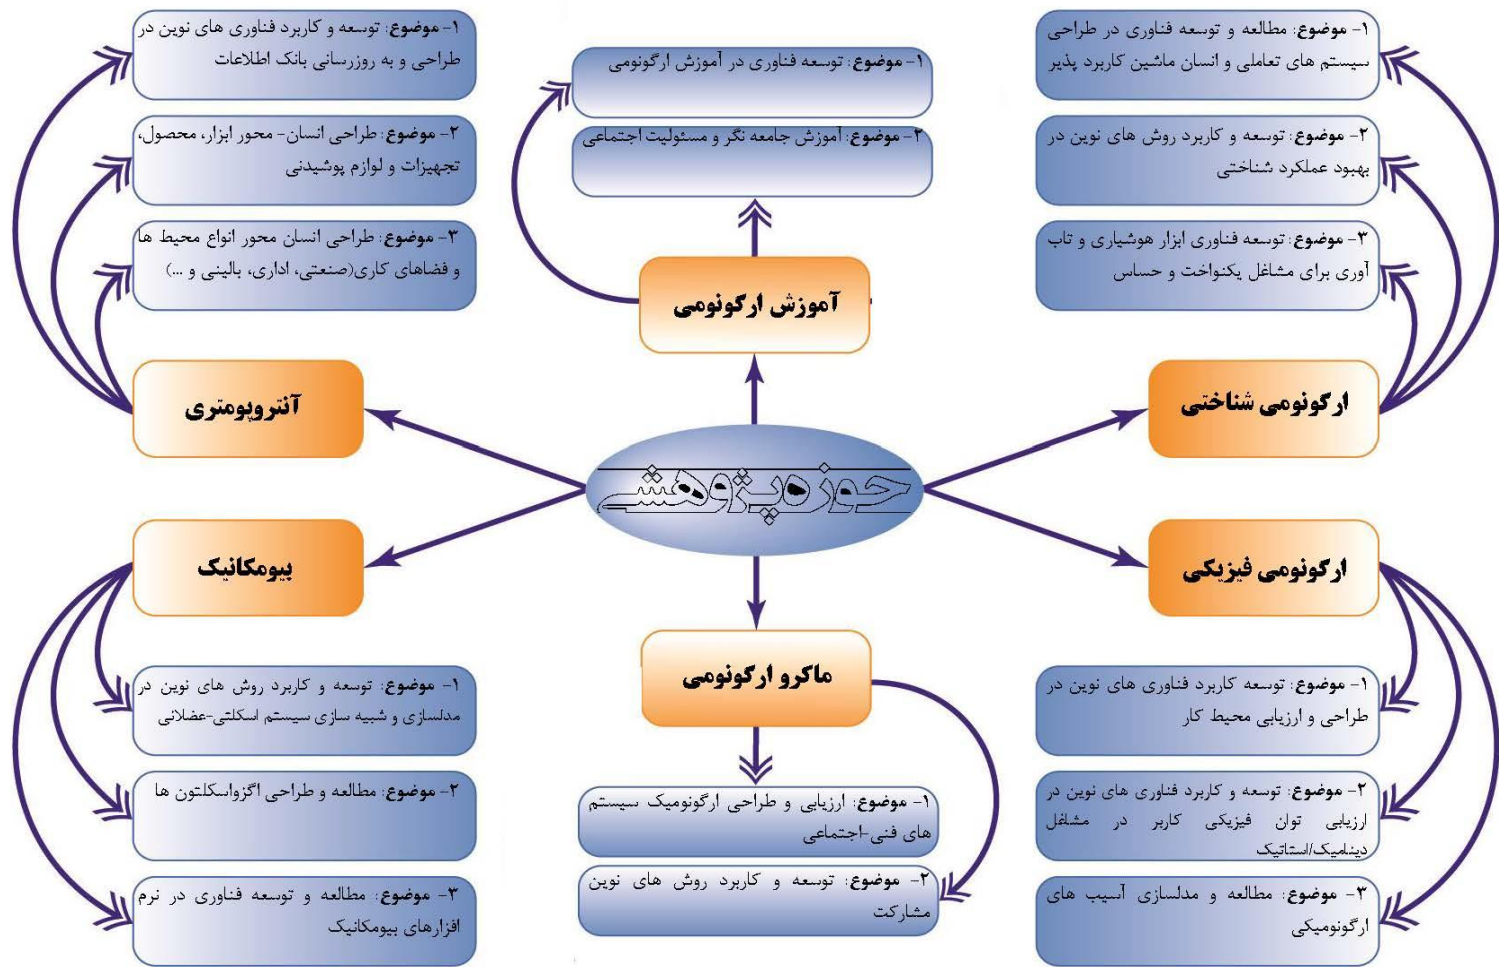 ۱- موضوع: مطالعه و توسعه فناوری در طراحی
سیستم های تعاملی و انسان ماشین کاربرد پذیر
۲- موضوع: توسعه و کاربرد روش های نوین در
بهبود عملکرد شناختی
۳- موضوع: توسعه فناوری ابزار هوشیاری و تاب
آوری برای مشاغل یکنواخت و حساس
ارگونومی شناختی
۱- موضوع: توسعه فناوری در آموزش ارگونومی
۲- موضوع: آموزش جامعه نگر و مسئولیت اجتماعی
آموزش ارگونومی
۱- موضوع: توسعه و کاربرد فناوری های نوین در
طراحی و به روزرسانی بانک اطلاعات
۲- موضوع: طراحی انسان- محور ابزار، محصول،
تجهیزات و لوازم پوشیدنی
۳- موضوع: طراحی انسان محور انواع محیط ها
و فضاهای کاری(صنعتی، اداری، بالینی و ...)
آنتروپومتری
حوزه پژوهشی
ارگونومی فیزیکی
۱- موضوع: توسعه کاربرد فناوری های نوین در
طراحی و ارزیابی محیط کار
۲- موضوع: توسعه و کاربرد فناوری های نوین در
ارزیابی توان فیزیکی کاربر در مشاغل
دینامیک/استاتیک
۳- موضوع: مطالعه و مدلسازی آسیب های
ارگونومیکی
ماکرو ارگونومی
۱- موضوع: ارزیابی و طراحی ارگونومیک سیستم
های فنی-اجتماعی
۲- موضوع: توسعه و کاربرد روش های نوین
مشارکت
بیومکانیک
۱- موضوع: توسعه و کاربرد روش های نوین در
مدلسازی و شبیه سازی سیستم اسکلتی-عضلانی
۲- موضوع: مطالعه و طراحی اگزواسکلتون ها
۳- موضوع: مطالعه و توسعه فناوری در نرم
افزارهای بیومکانیک